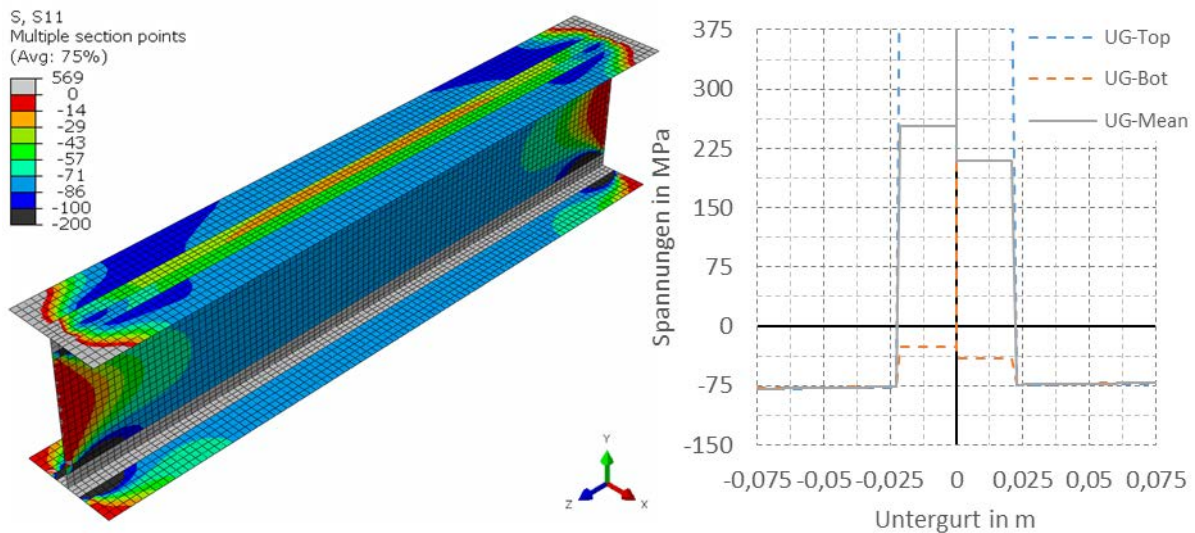 S, S11
Multiple section points
(Avg: 75%)
569
0
-14
-29
-43
-57
-71
-86
-100
-200
Y
Z
X
Spannungen in MPa
375
300
225
150
75
0
-75
-150
-0,075
-0,05
-0,025
0
0,025
0,05
0,075
Untergurt in m
UG-Top
UG-Bot
UG-Mean